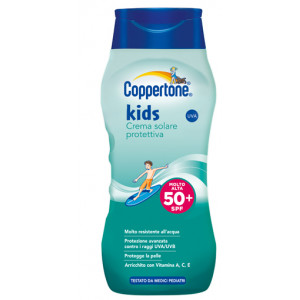 Coppertone®
kids
UVA
Crema solare
protettiva
MOLTO
ALTA
50+
SPF
Molto resistente all'acqua
Protezione avanzata
contro i raggi UVA/UVB
Protegge la pelle
Arricchito con Vitamine A, C, E
TESTATO DA MEDICI PEDIATRI